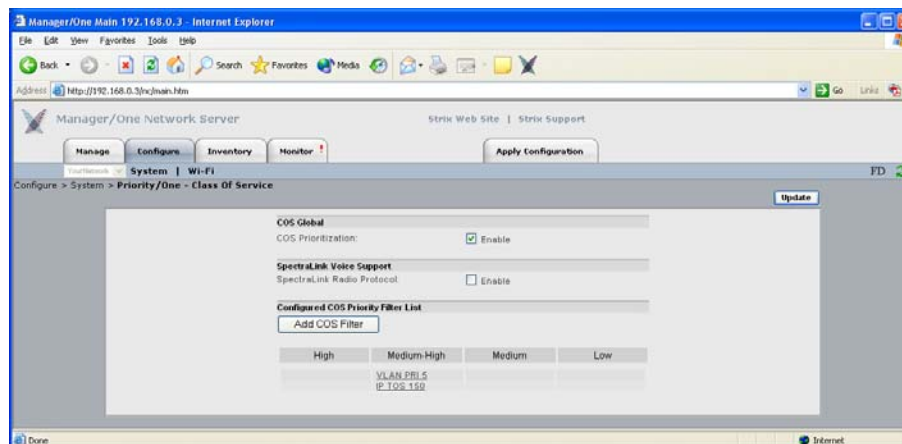 Manager/One Main 192.168.0.3 - Internet Explorer
File Edit View Favorites Tools Help
Back Search Favorites Media
Address http://192.168.0.3/nc/main.htm Go Links
Manager/One Network Server Strix Web Site | Strix Support
Manage Configure Inventory Monitor ! Apply Configuration
YourNetwork System | Wi-Fi FD
Configure > System > Priority/One - Class Of Service
Update
COS Global
COS Prioritization: Enable
SpectraLink Voice Support
SpectraLink Radio Protocol Enable
Configured COS Priority Filter List
Add COS Filter
High Medium-High Medium Low
VLAN PRI 5
IP TOS 150
Done Internet